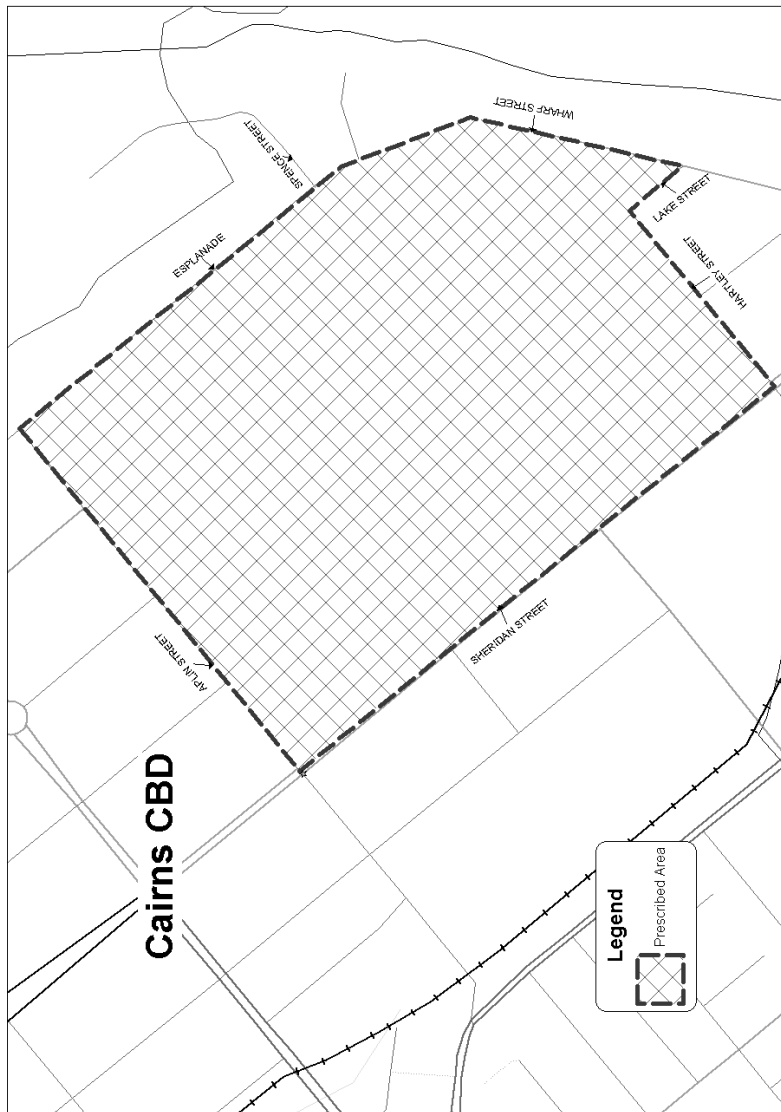 Cairns CBD
APLIN STREET
ESPLANADE
SPENCE STREET
WHARF STREET
LAKE STREET
HARTLEY STREET
SHERIDAN STREET
Legend
Prescribed Area